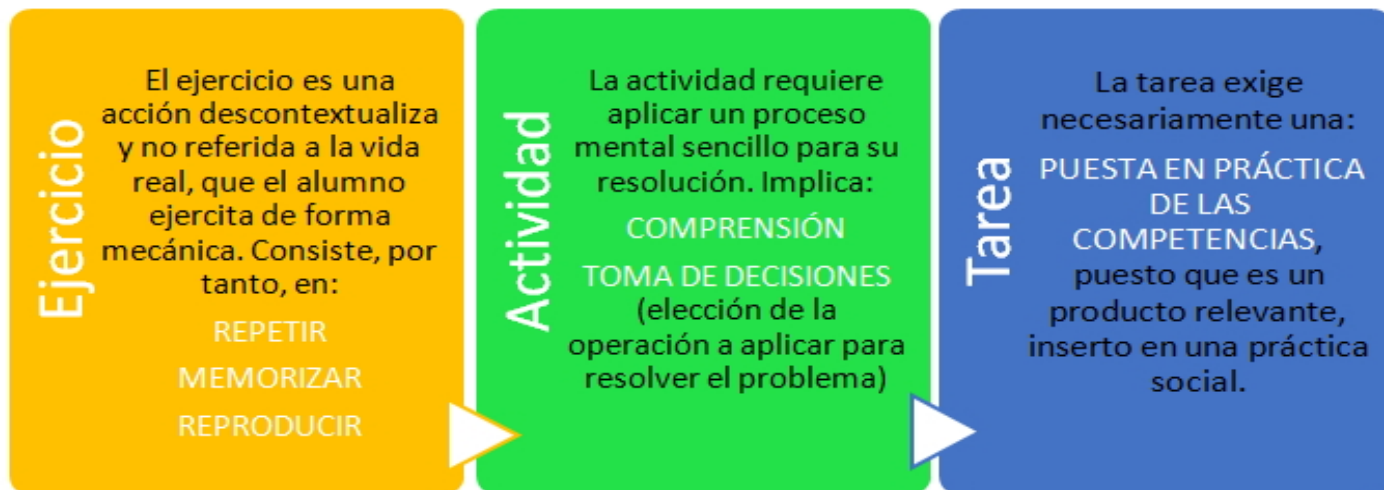 Ejercicio
El ejercicio es una
acción descontextualiza
y no referida a la vida
real, que el alumno
ejercita de forma
mecánica. Consiste, por
tanto, en:
REPETIR
MEMORIZAR
REPRODUCIR
Actividad
La actividad requiere
aplicar un proceso
mental sencillo para su
resolución. Implica:
COMPRENSIÓN
TOMA DE DECISIONES
(elección de la
operación a aplicar para
resolver el problema)
Tarea
La tarea exige
necesariamente una:
PUESTA EN PRÁCTICA
DE LAS
COMPETENCIAS,
puesto que es un
producto relevante,
inserto en una práctica
social.